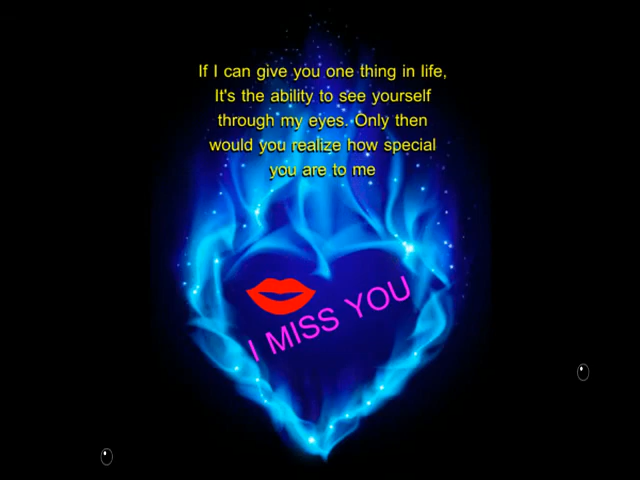 If I can give you one thing in life,
It's the ability to see yourself
through my eyes. Only then
would you realize how special
you are to me
I MISS YOU